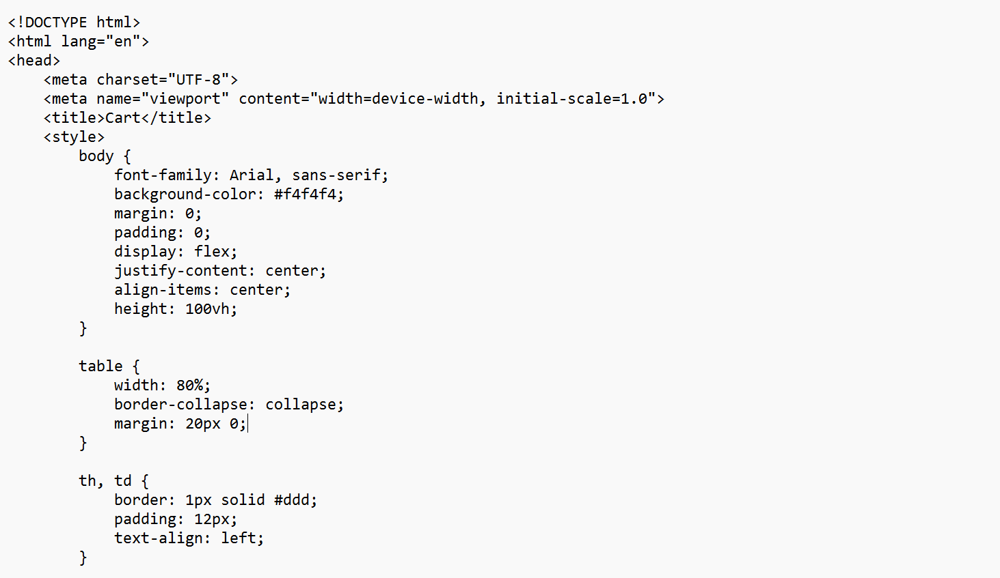 <!DOCTYPE html>
<html lang="en">
<head>
    <meta charset="UTF-8">
    <meta name="viewport" content="width=device-width, initial-scale=1.0">
    <title>Cart</title>
    <style>
        body {
            font-family: Arial, sans-serif;
            background-color: #f4f4f4;
            margin: 0;
            padding: 0;
            display: flex;
            justify-content: center;
            align-items: center;
            height: 100vh;
        }

        table {
            width: 80%;
            border-collapse: collapse;
            margin: 20px 0;
        }

        th, td {
            border: 1px solid #ddd;
            padding: 12px;
            text-align: left;
        }